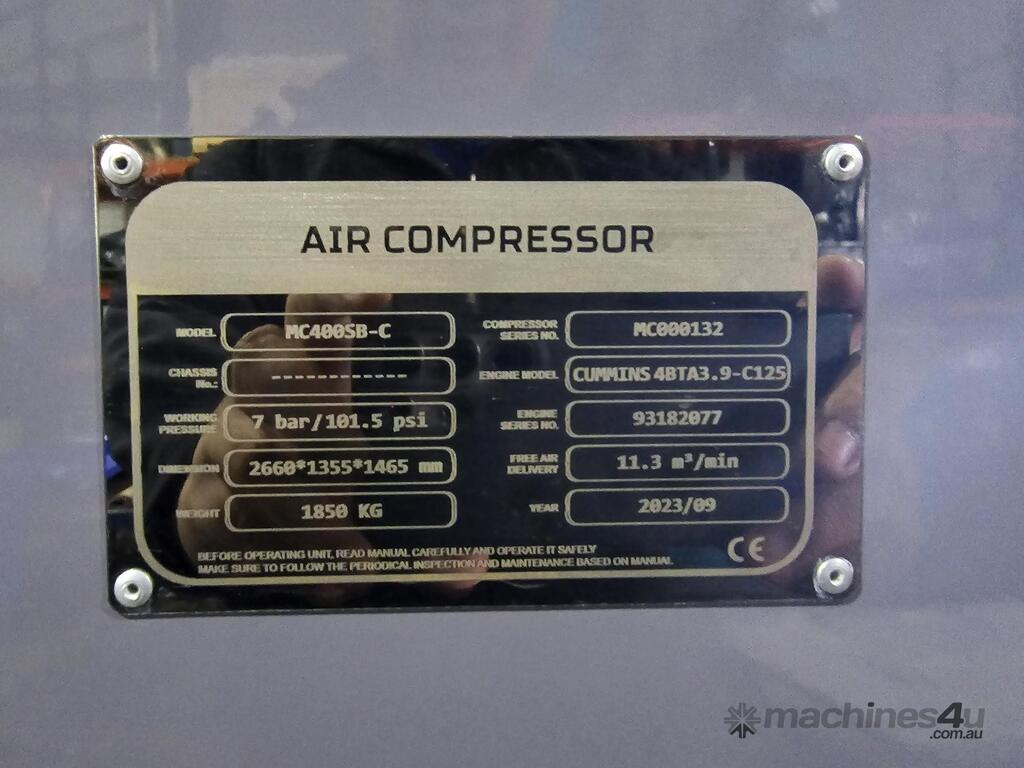 AIR COMPRESSOR
MODEL MC400SB-C
CHASSIS No.: ------------
WORKING PRESSURE 7 bar/101.5 psi
DIMENSION 2660*1355*1465 mm
WEIGHT 1850 KG
COMPRESSOR SERIES NO. MC000132
ENGINE MODEL CUMMINS 4BTA3.9-C125
ENGINE SERIES NO. 93182077
FREE AIR DELIVERY 11.3 m³/min
YEAR 2023/09
BEFORE OPERATING UNIT, READ MANUAL CAREFULLY AND OPERATE IT SAFELY
MAKE SURE TO FOLLOW THE PERIODICAL INSPECTION AND MAINTENANCE BASED ON MANUAL
CE
machines4u
.com.au